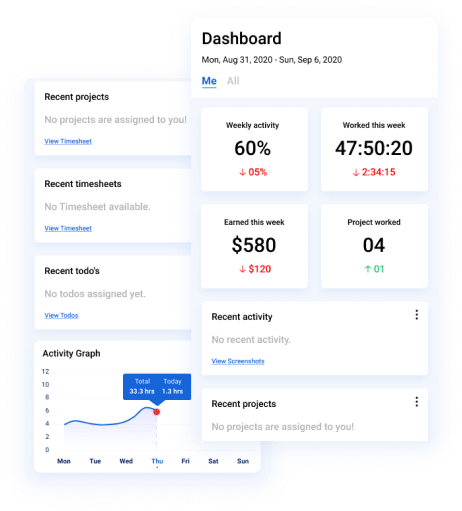 Dashboard
Mon, Aug 31, 2020 - Sun, Sep 6, 2020
Me All
Weekly activity
60%
↓ 05%
Worked this week
47:50:20
↓ 2:34:15
Earned this week
$580
↓ $120
Project worked
04
↑ 01
Recent activity
No recent activity.
View Screenshots
Recent projects
No projects are assigned to you!
Recent projects
No projects are assigned to you!
View Timesheet
Recent timesheets
No Timesheet available.
View Timesheet
Recent todo's
No todos assigned yet.
View Todos
Activity Graph
12
10
8
6
4
2
0
Total Today
33.3 hrs 1.3 hrs
Mon Tue Wed Thu Fri Sat Sun